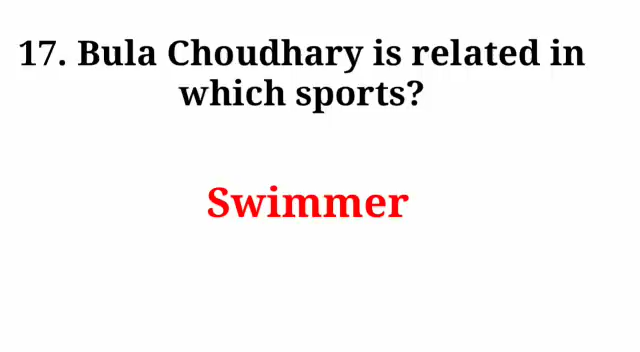 17. Bula Choudhary is related in
which sports?
Swimmer